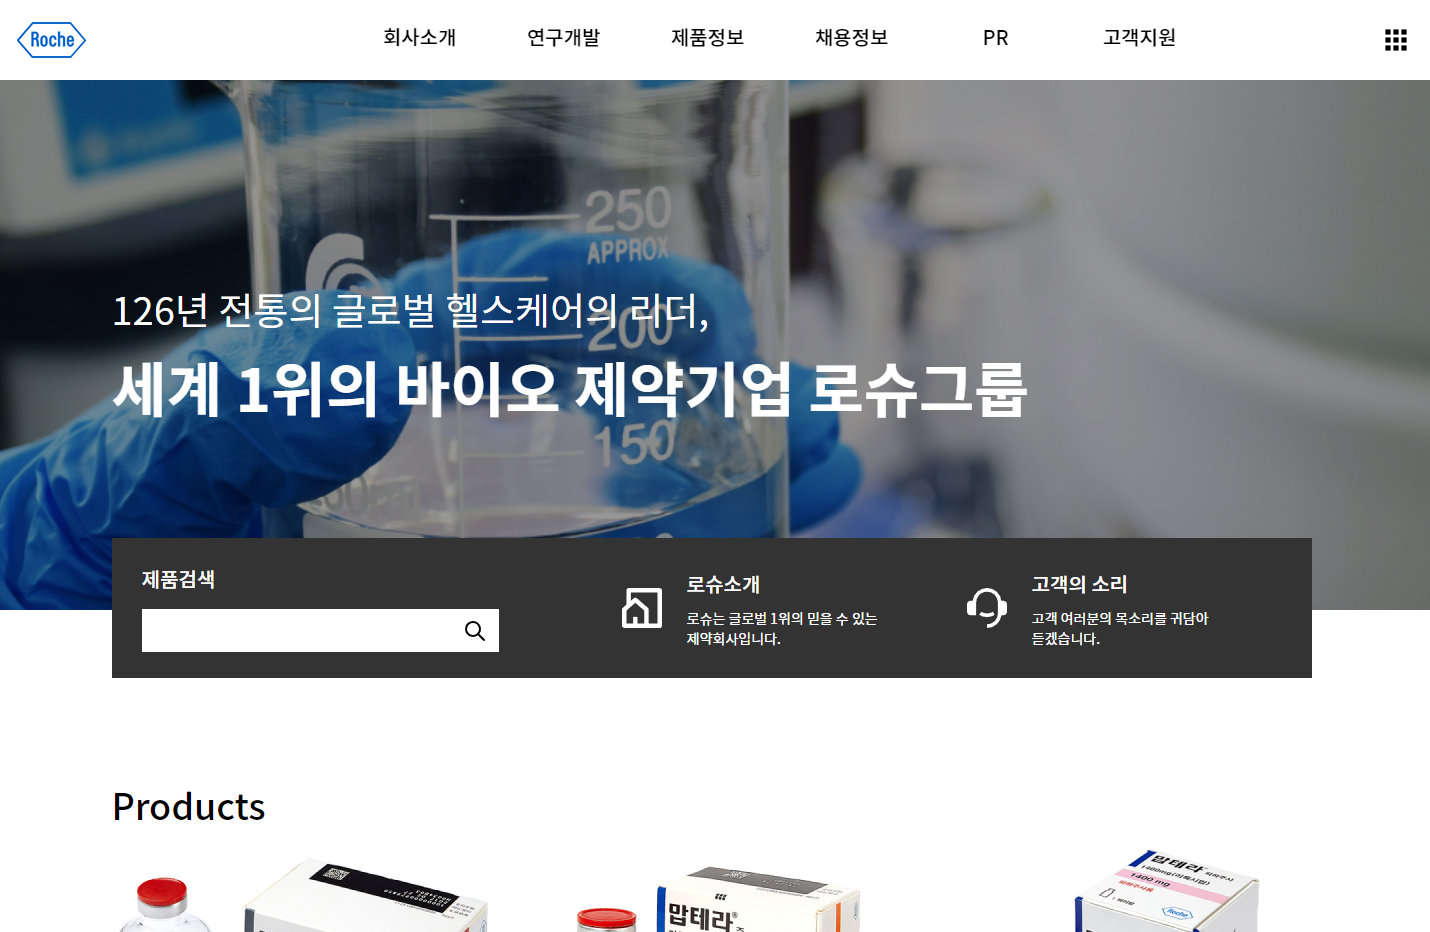 Roche
회사소개
연구개발
제품정보
채용정보
PR
고객지원
250
APPROX
200
150
126년 전통의 글로벌 헬스케어의 리더,
세계 1위의 바이오 제약기업 로슈그룹
제품검색
로슈소개
로슈는 글로벌 1위의 믿을 수 있는
제약회사입니다.
고객의 소리
고객 여러분의 목소리를 귀담아
듣겠습니다.
Products
맙테라®
맙테라 피하주사
1400 mg
Roche